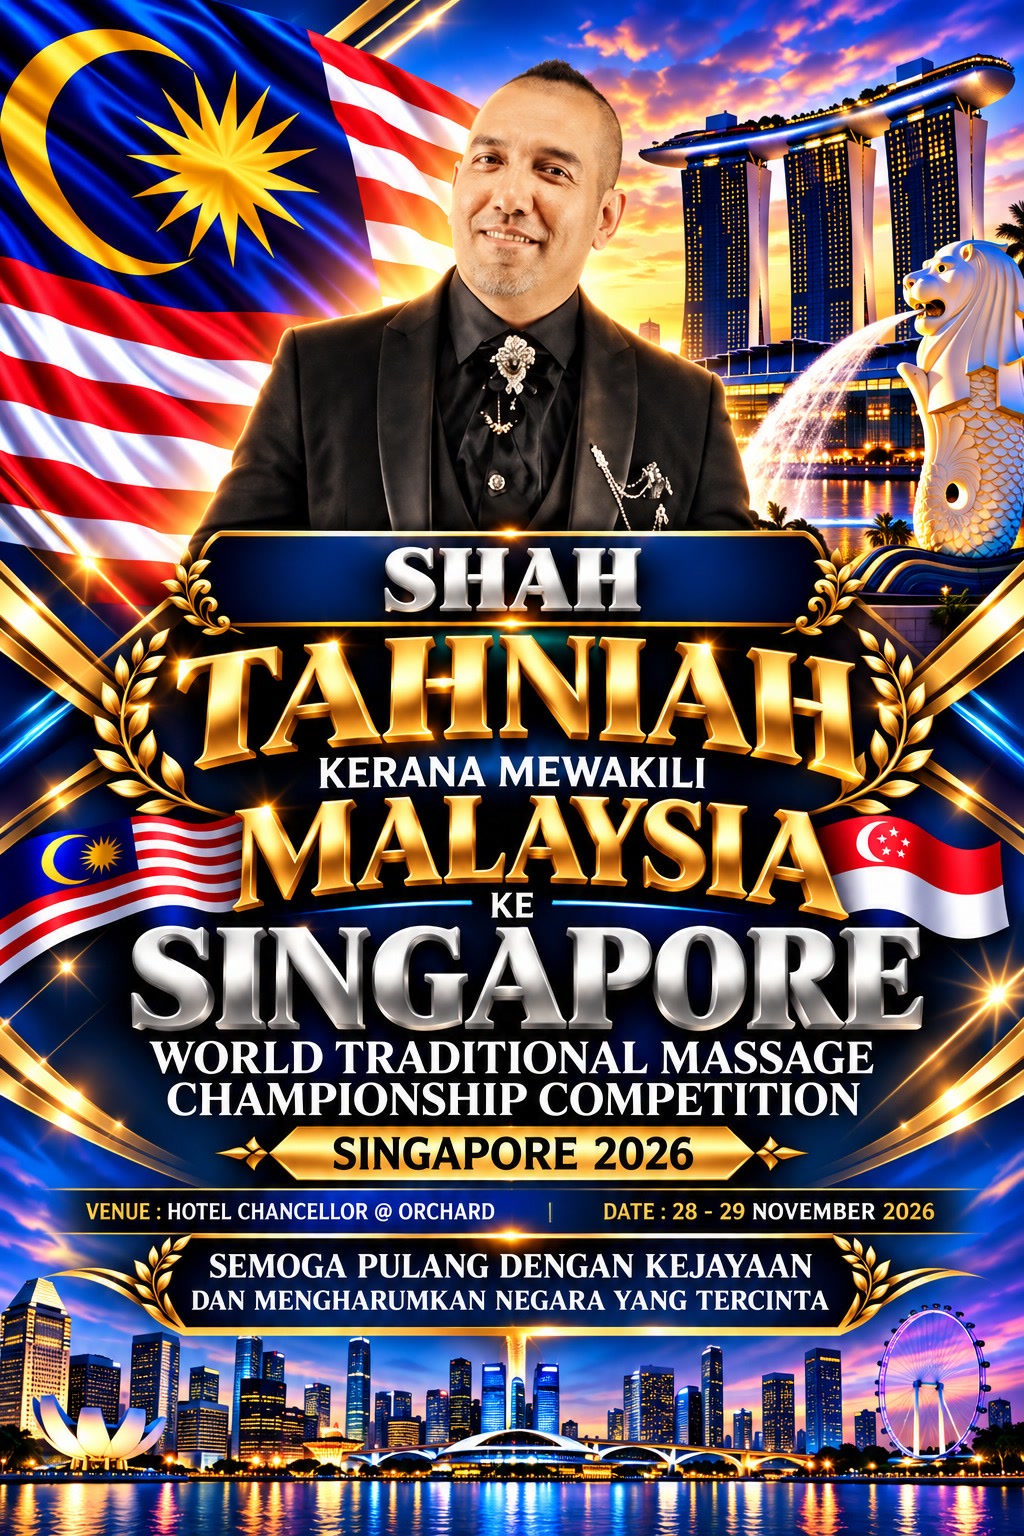 SHAH
TAHNIAH
KERANA MEWAKILI
MALAYSIA
KE
SINGAPORE
WORLD TRADITIONAL MASSAGE
CHAMPIONSHIP COMPETITION
SINGAPORE 2026
VENUE : HOTEL CHANCELLOR @ ORCHARD | DATE : 28 - 29 NOVEMBER 2026
SEMOGA PULANG DENGAN KEJAYAAN
DAN MENGHARUMKAN NEGARA YANG TERCINTA